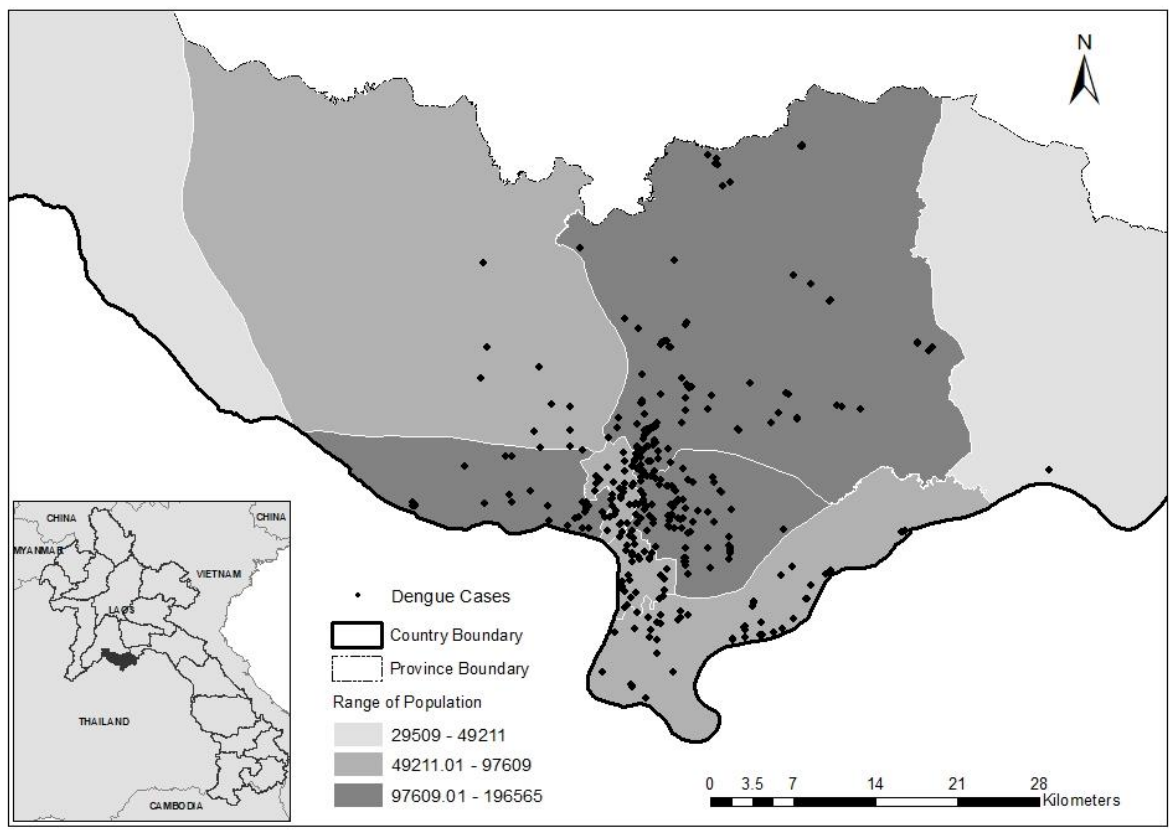 N
CHINA
CHINA
MYANMAR
VIETNAM
LAOS
THAILAND
CAMBODIA
Dengue Cases
Country Boundary
Province Boundary
Range of Population
29509 - 49211
49211.01 - 97609
97609.01 - 196565
0 3.5 7 14 21 28
Kilometers